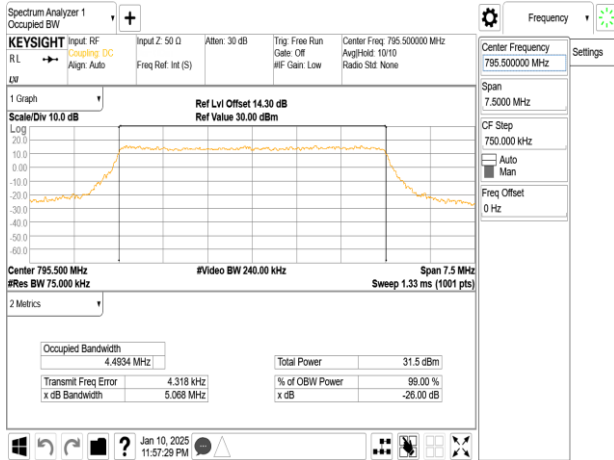 Spectrum Analyzer 1
Occupied BW
Frequency
KEYSIGHT
RL
LXI
Input: RF
Coupling: DC
Align: Auto
Input Z: 50 Ω
Freq Ref: Int (S)
Atten: 30 dB
Trig: Free Run
Gate: Off
#IF Gain: Low
Center Freq: 795.500000 MHz
Avg|Hold: 10/10
Radio Std: None
Center Frequency
795.500000 MHz
Settings
Span
7.5000 MHz
CF Step
750.000 kHz
Auto
Man
Freq Offset
0 Hz
1 Graph
Scale/Div 10.0 dB
Ref Lvl Offset 14.30 dB
Ref Value 30.00 dBm
Log
20.0
10.0
0.00
-10.0
-20.0
-30.0
-40.0
-50.0
-60.0
Center 795.500 MHz
#Video BW 240.00 kHz
Span 7.5 MHz
#Res BW 75.000 kHz
Sweep 1.33 ms (1001 pts)
2 Metrics
Occupied Bandwidth
4.4934 MHz
Total Power
31.5 dBm
Transmit Freq Error
4.318 kHz
% of OBW Power
99.00 %
x dB Bandwidth
5.068 MHz
x dB
-26.00 dB
?
Jan 10, 2025
11:57:29 PM